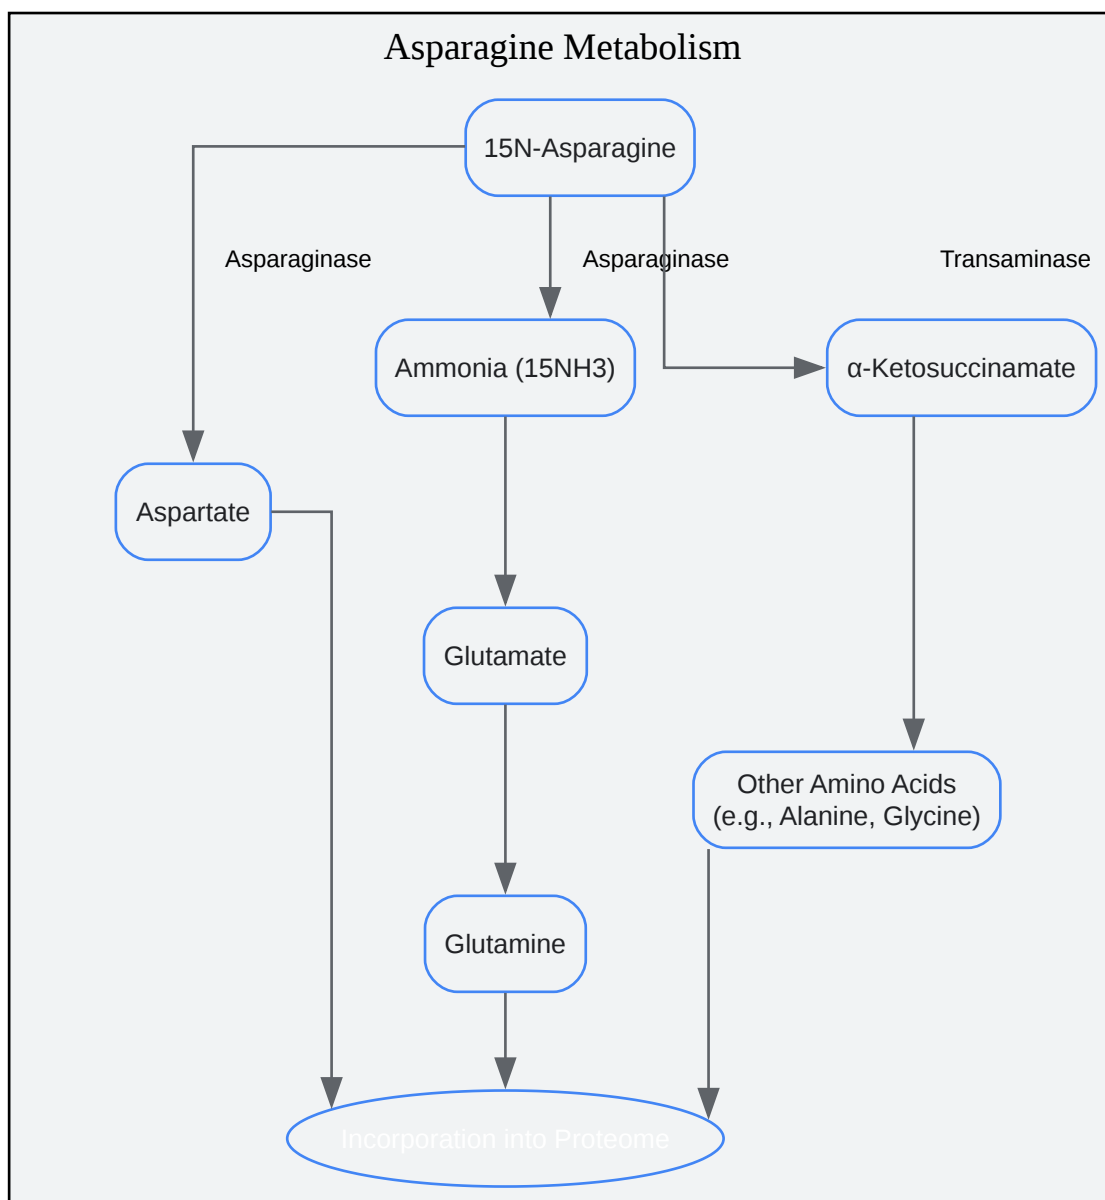 Asparagine Metabolism
15N-Asparagine
Asparaginase
Asparaginase
Transaminase
Ammonia (15NH3)
α-Ketosuccinamate
Aspartate
Glutamate
Other Amino Acids
(e.g., Alanine, Glycine)
Glutamine
Incorporation into Proteome